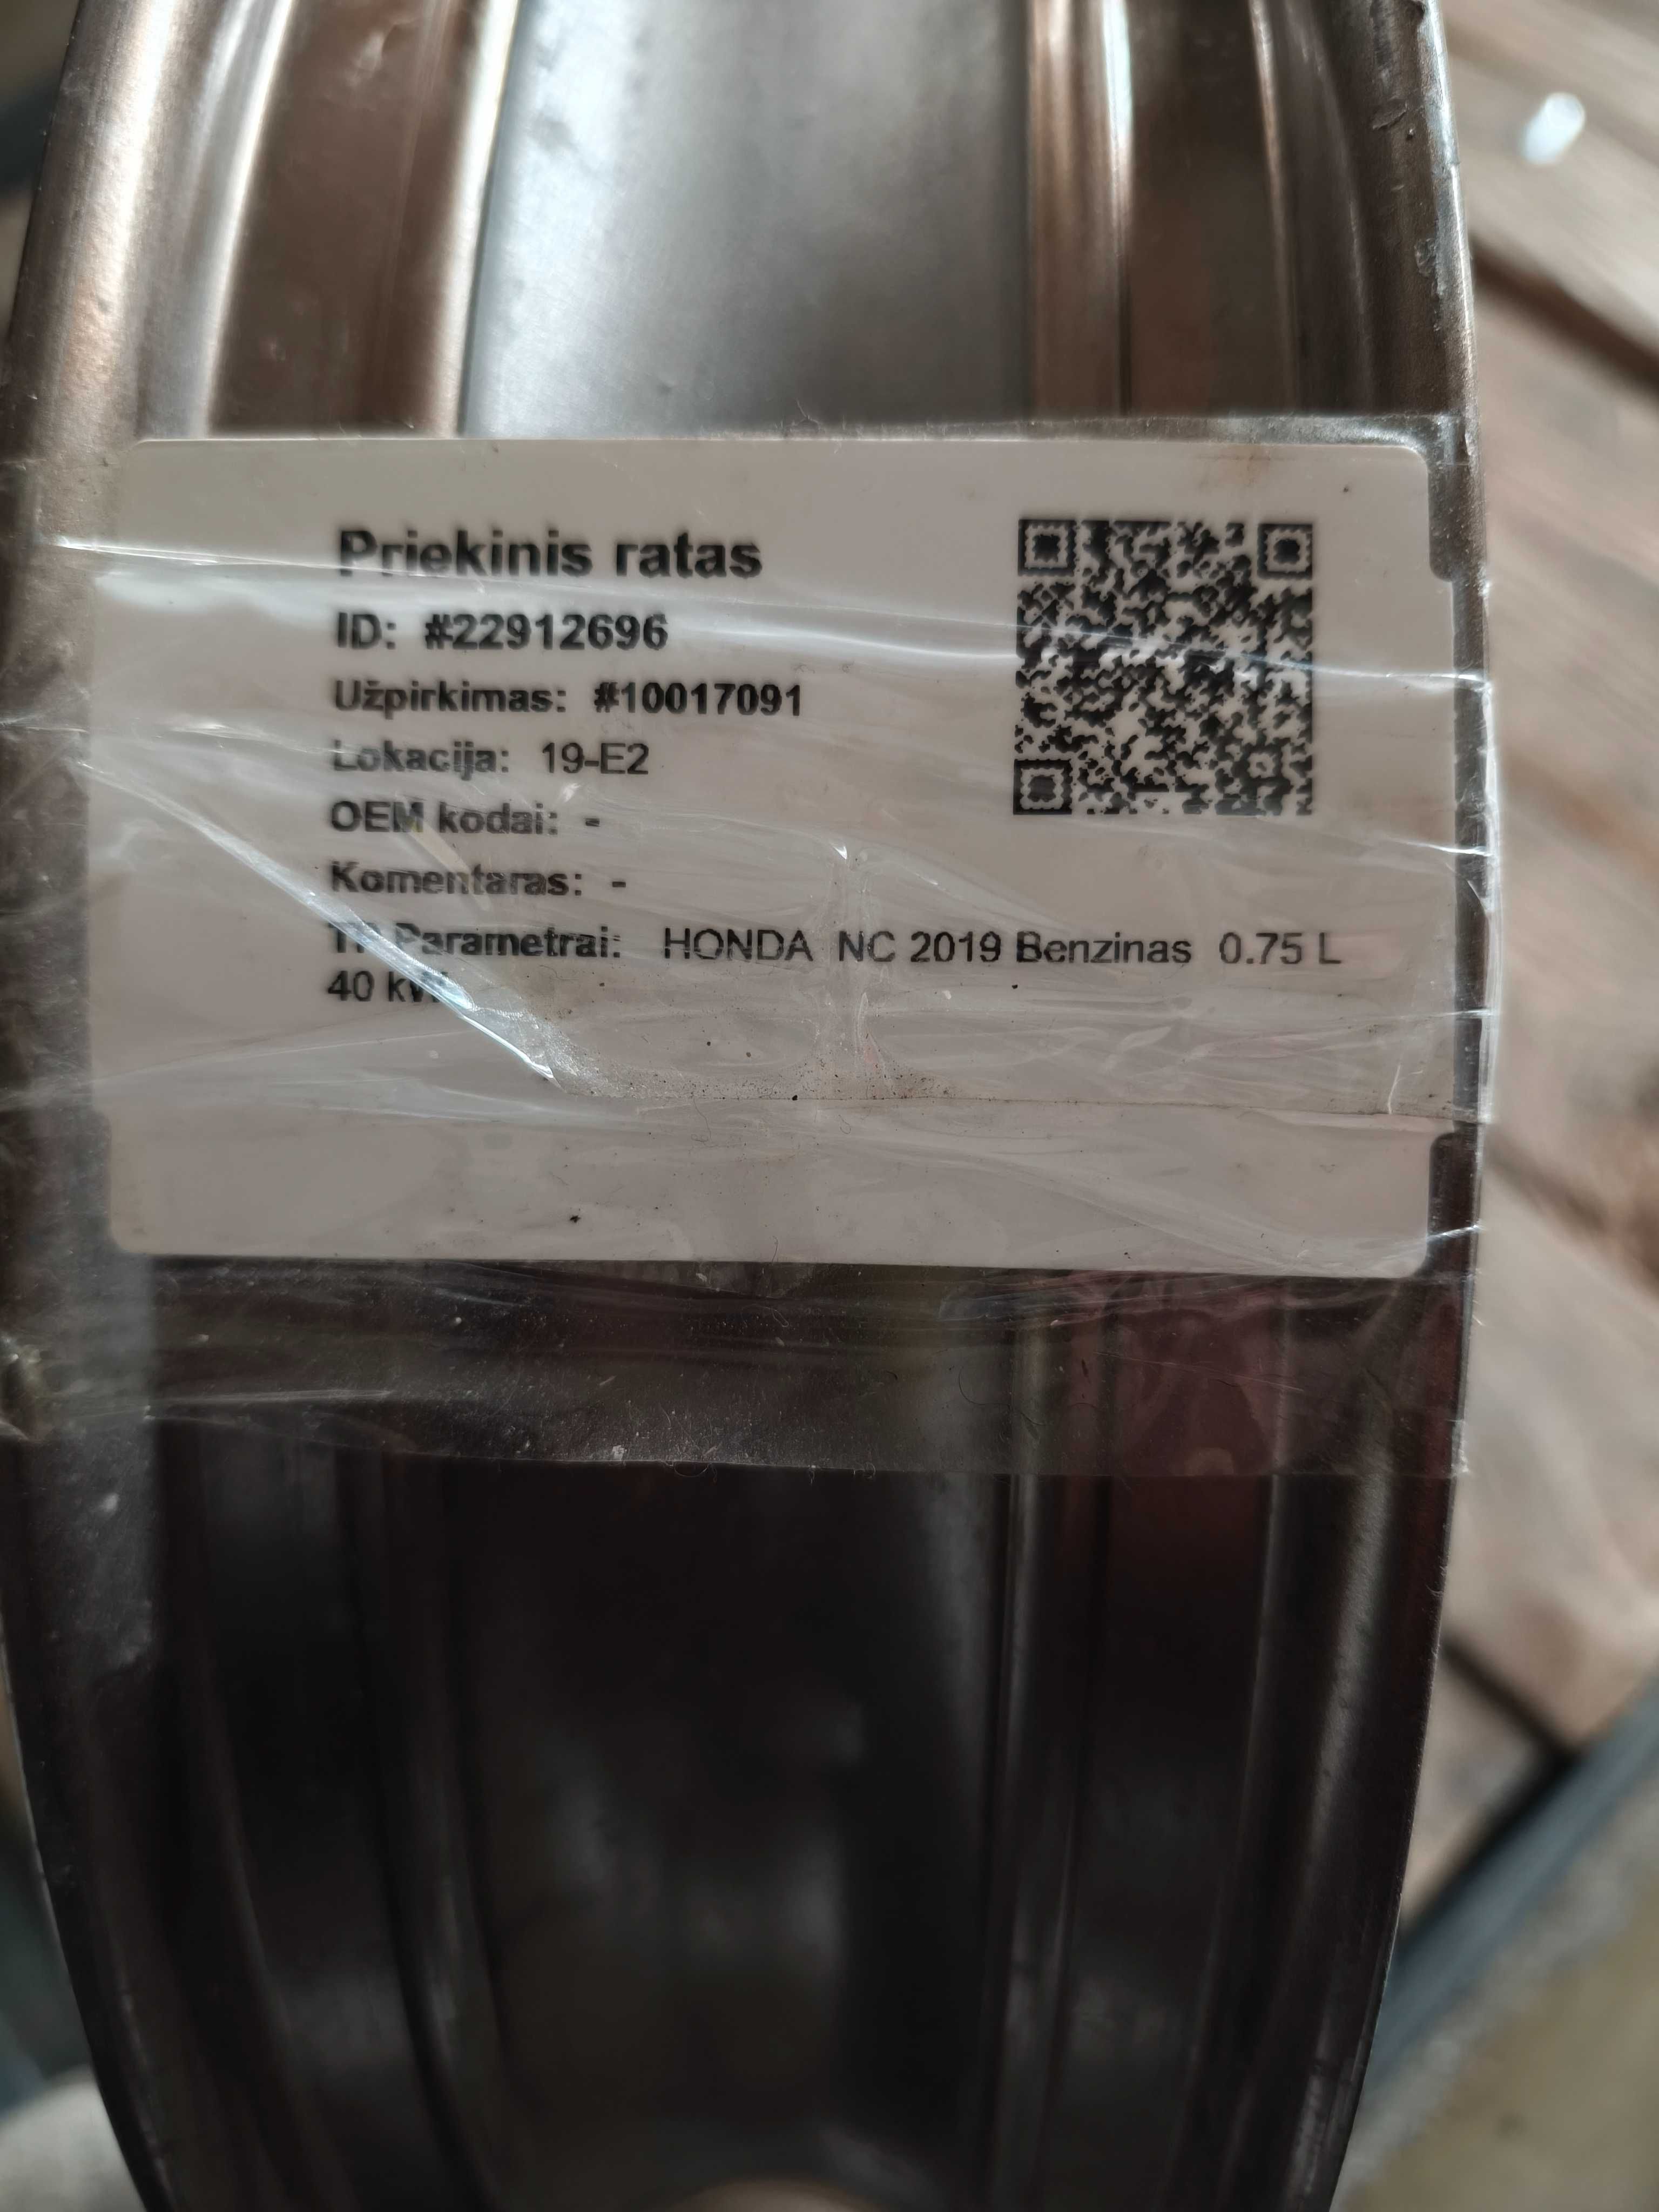 Priekinis ratas
ID: #22912696
Užpirkimas: #10017091
Lokacija: 19-E2
OEM kodai: -
Komentaras: -
Parametrai: HONDA NC 2019 Benzinas 0.75 L
40 kW